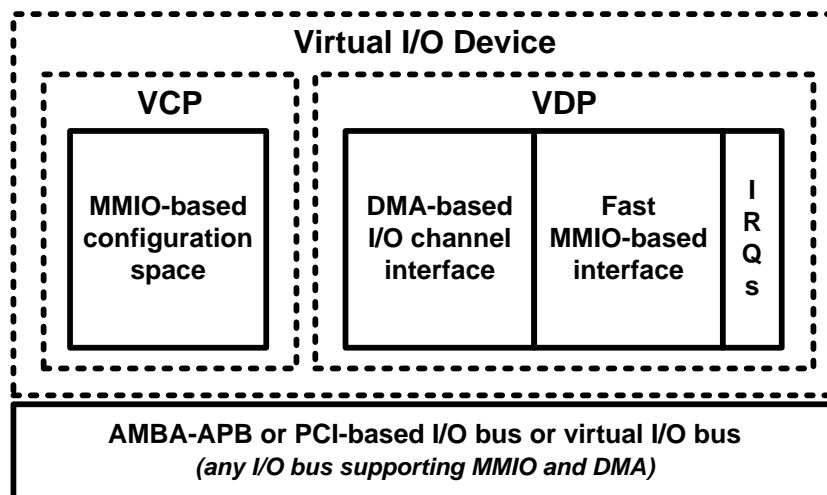 Virtual I/O Device
VCP
VDP
MMIO-based
configuration
space
DMA-based
I/O channel
interface
Fast
MMIO-based
interface
I
R
Q
s
AMBA-APB or PCI-based I/O bus or virtual I/O bus
(any I/O bus supporting MMIO and DMA)